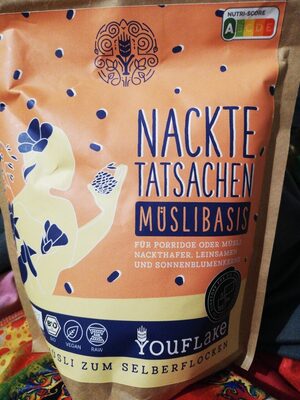 NUTRI-SCORE
A
NACKTE
TATSACHEN
MÜSLIBASIS
FÜR PORRIDGE ODER MÜSLI
NACKTHAFER, LEINSAMEN
UND SONNENBLUMENKERNE
BIO
VEGAN
RAW
YOUFLAKE
ÜSLI ZUM SELBERFLOCKEN